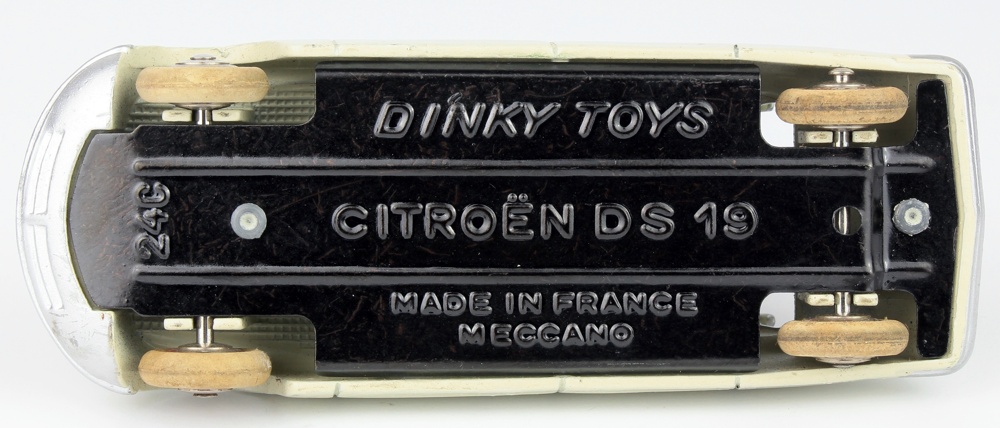 DINKY TOYS
24C
CITROËN DS 19
MADE IN FRANCE
MECCANO